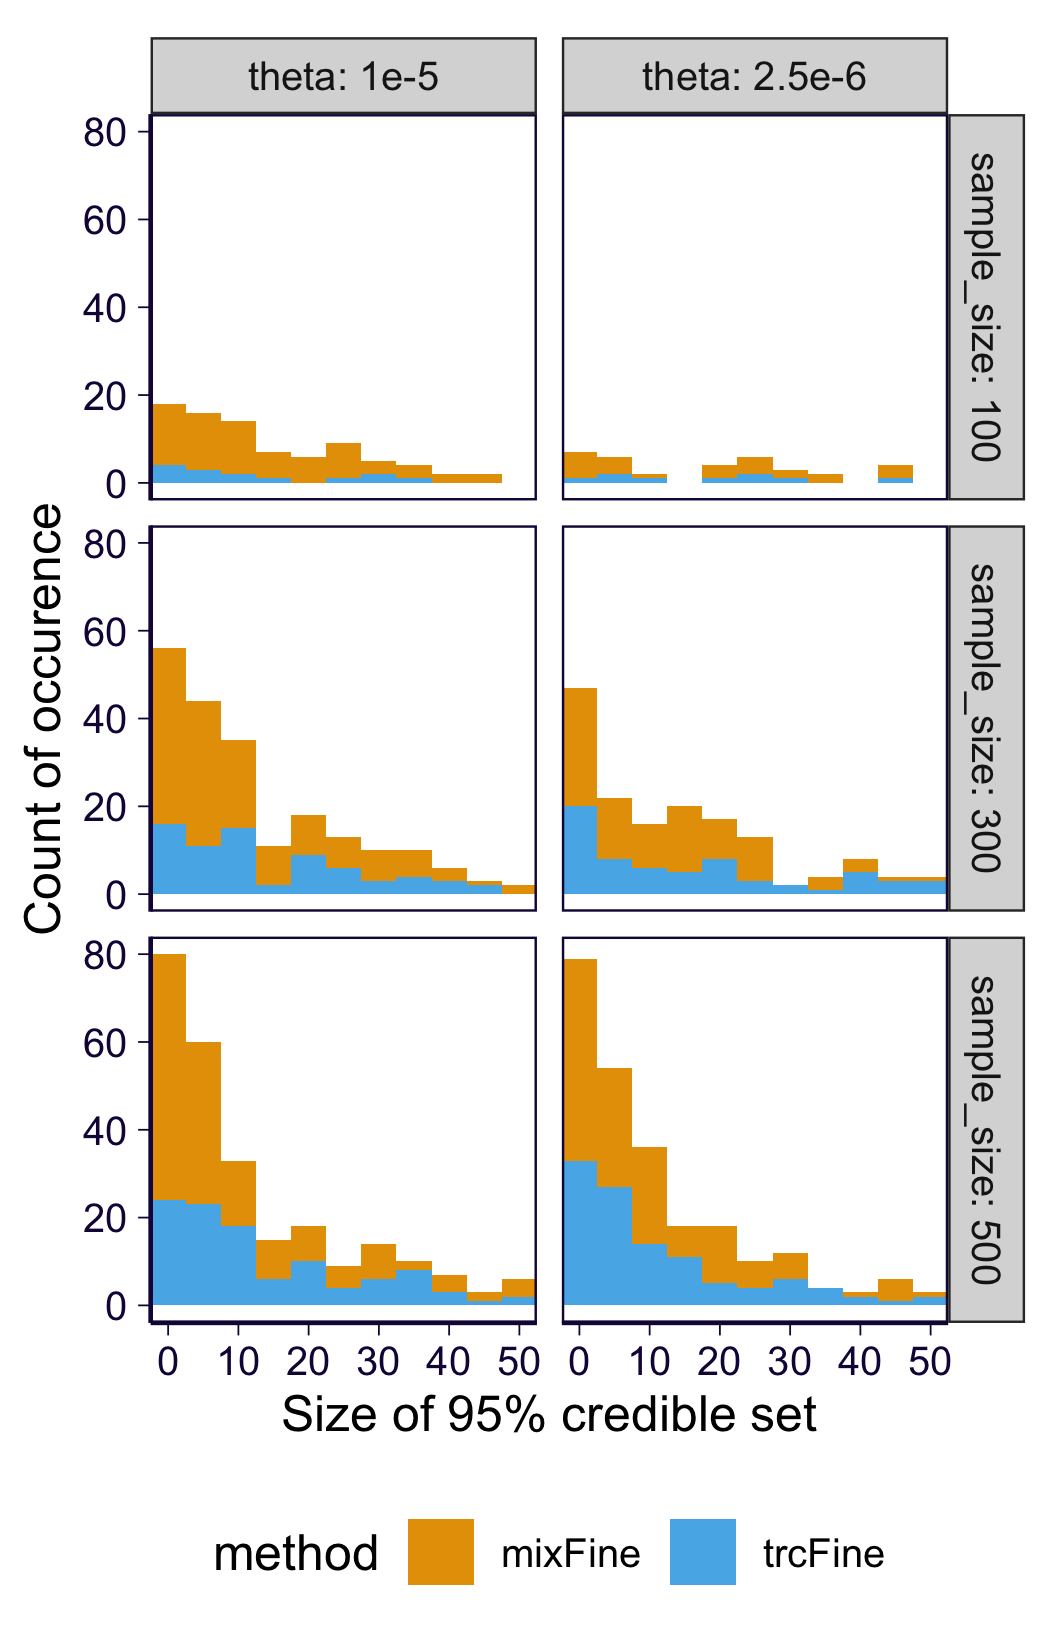 theta: 1e-5
theta: 2.5e-6
80
60
40
20
0
sample_size: 100
80
60
40
20
0
sample_size: 300
80
60
40
20
0
sample_size: 500
Count of occurence
0 10 20 30 40 50
0 10 20 30 40 50
Size of 95% credible set
method mixFine trcFine